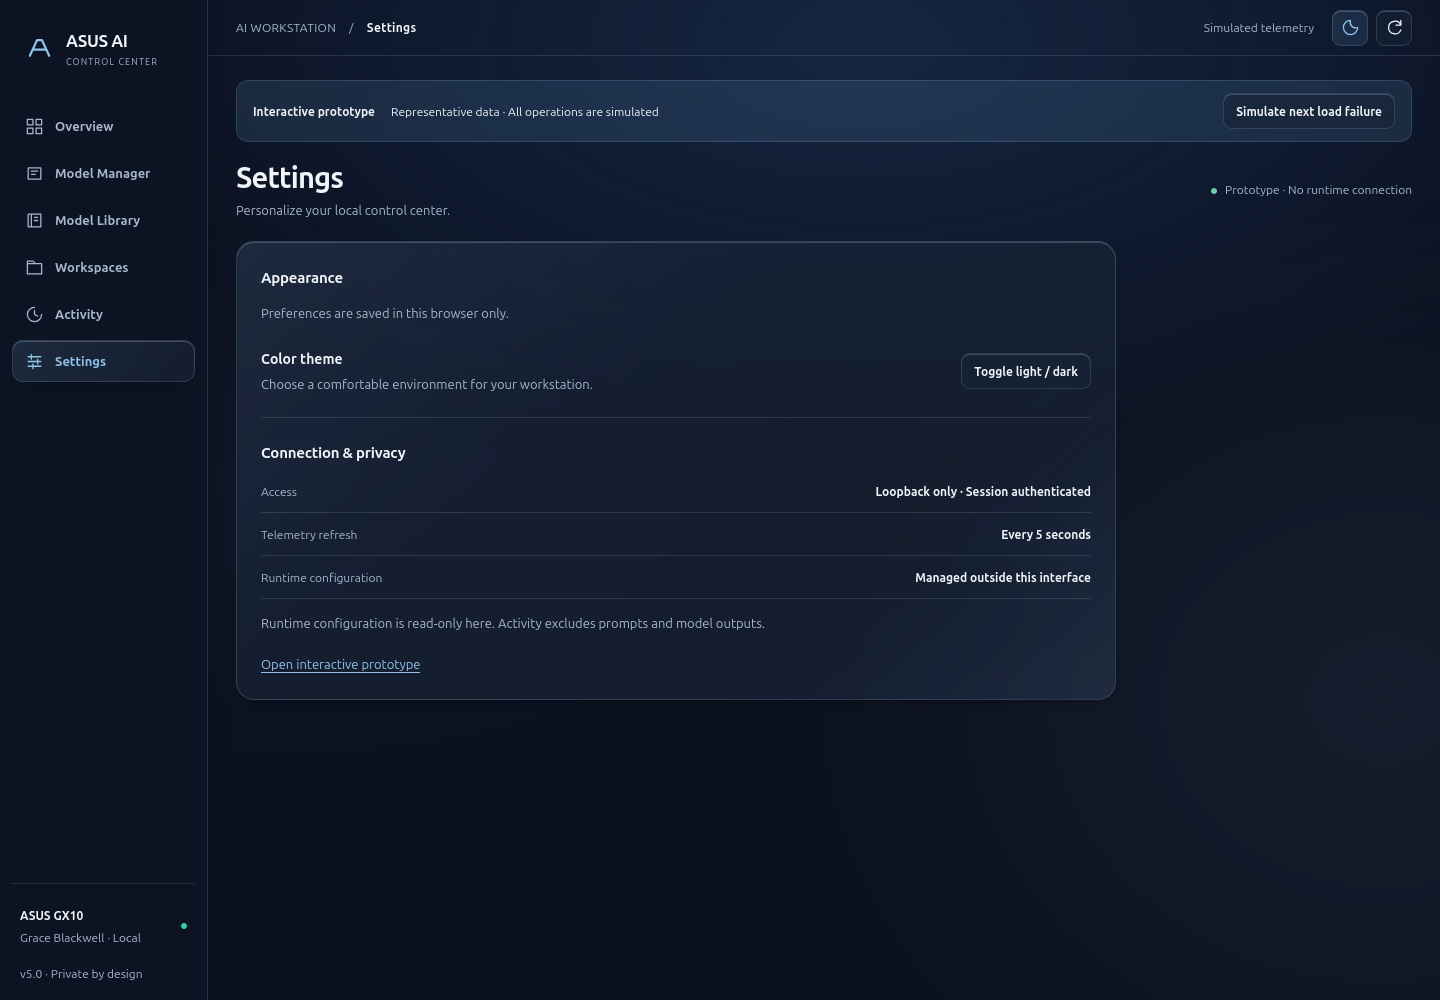 ASUS AI
CONTROL CENTER
Overview
Model Manager
Model Library
Workspaces
Activity
Settings
ASUS GX10
Grace Blackwell · Local
v5.0 · Private by design
AI WORKSTATION / Settings
Simulated telemetry
Interactive prototype Representative data · All operations are simulated
Simulate next load failure
Settings
Personalize your local control center.
Prototype · No runtime connection
Appearance
Preferences are saved in this browser only.
Color theme
Choose a comfortable environment for your workstation.
Toggle light / dark
Connection & privacy
Access Loopback only · Session authenticated
Telemetry refresh Every 5 seconds
Runtime configuration Managed outside this interface
Runtime configuration is read-only here. Activity excludes prompts and model outputs.
Open interactive prototype